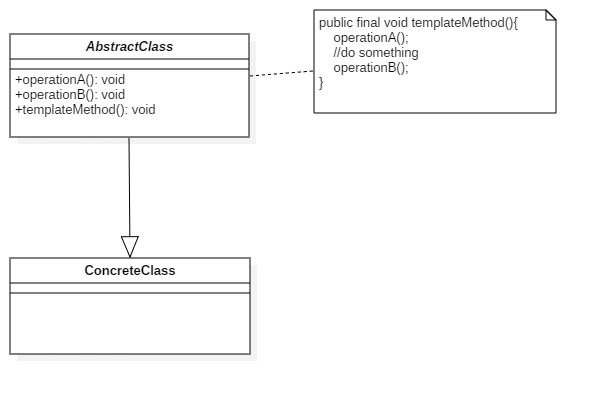 AbstractClass
+operationA(): void
+operationB(): void
+templateMethod(): void
public final void templateMethod(){
operationA();
//do something
operationB();
}
ConcreteClass